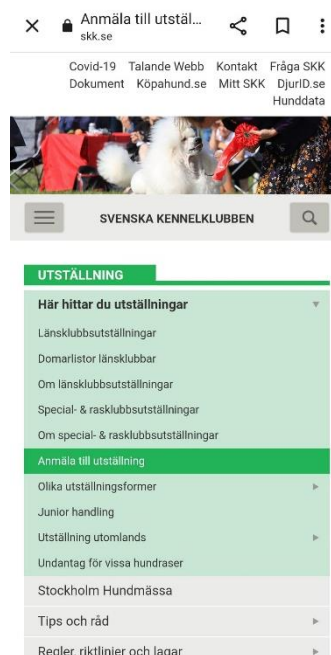 Anmäla till utstäl...
skk.se
Covid-19 Talande Webb Kontakt Fråga SKK
Dokument Köpahund.se Mitt SKK DjurID.se
Hunddata
SVENSKA KENNELKLUBBEN
UTSTÄLLNING
Här hittar du utställningar
Länsklubbsutställningar
Domarlistor länsklubbar
Om länsklubbsutställningar
Special- & rasklubbsutställningar
Om special- & rasklubbsutställningar
Anmäla till utställning
Olika utställningsformer
Junior handling
Utställning utomlands
Undantag för vissa hundraser
Stockholm Hundmässa
Tips och råd
Regler, riktlinjer och lagar